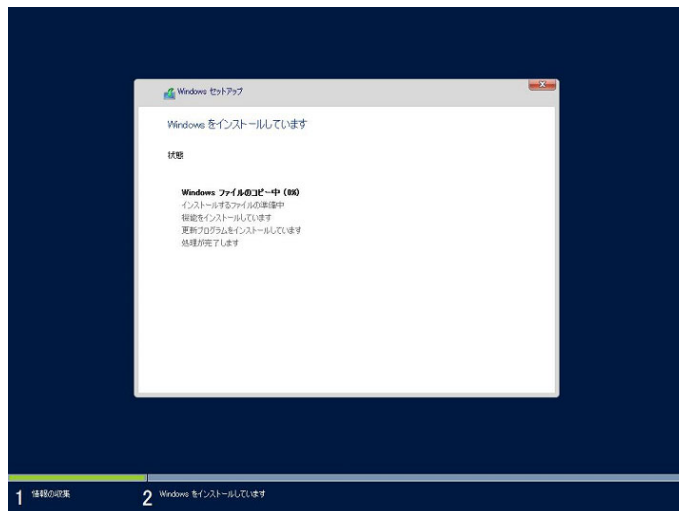 Windows セットアップ
Windows をインストールしています
状態
Windows ファイルのコピー中 (0%)
インストールするファイルの準備中
機能をインストールしています
更新プログラムをインストールしています
処理が完了します
1 情報の収集
2 Windows をインストールしています